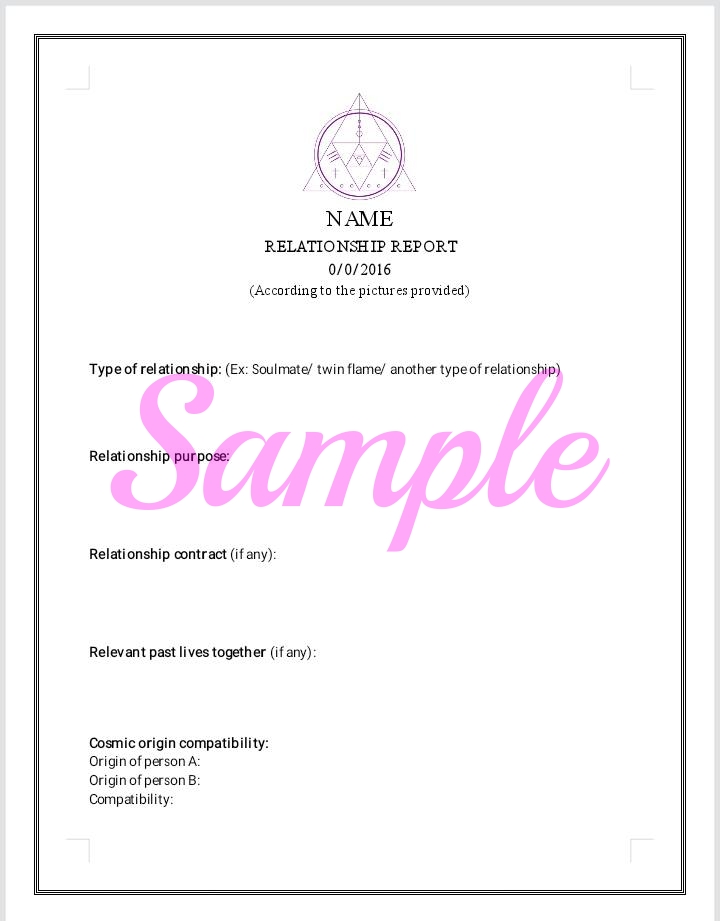 NAME
RELATIONSHIP REPORT
0/0/2016
(According to the pictures provided)
Type of relationship: (Ex: Soulmate/ twin flame/ another type of relationship)
Sample
Relationship purpose:
Relationship contract (if any):
Relevant past lives together (if any):
Cosmic origin compatibility:
Origin of person A:
Origin of person B:
Compatibility: